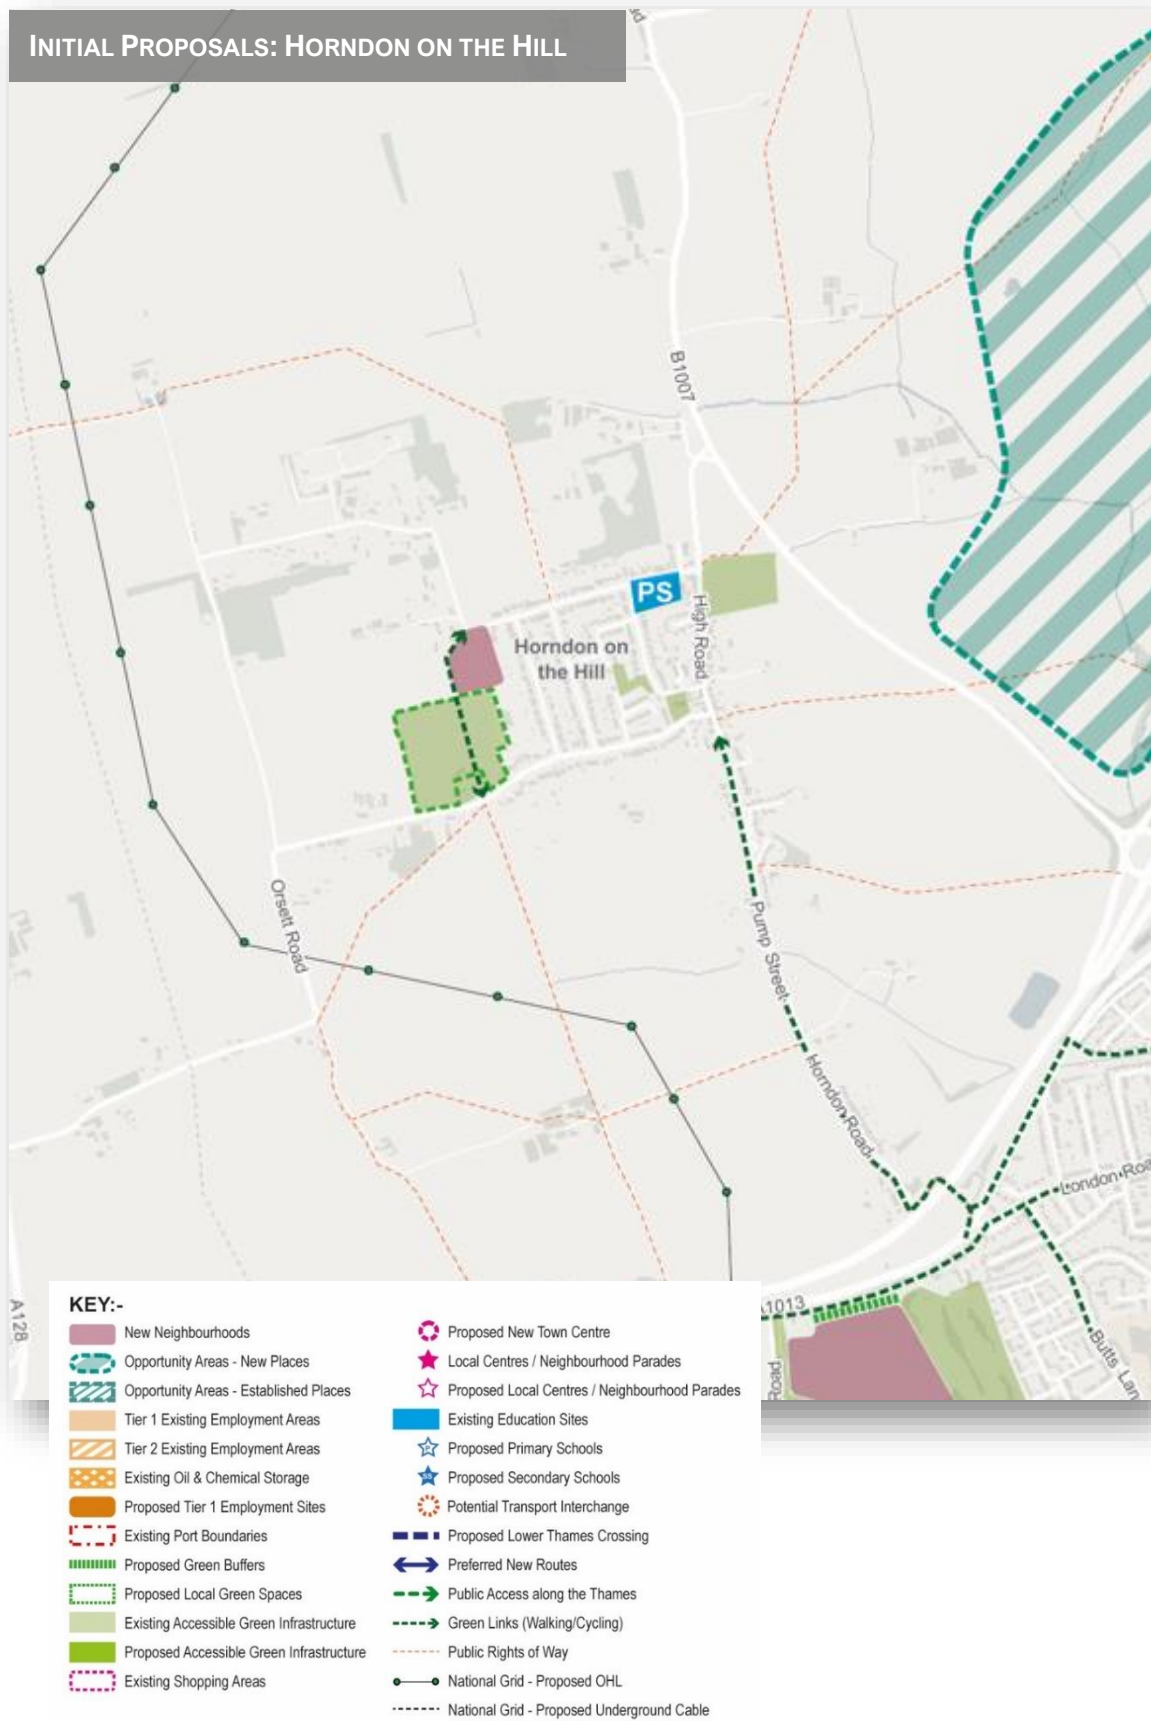 INITIAL PROPOSALS: HORNDON ON THE HILL
B1007
PS
High Road
Horndon on
the Hill
Orsett Road
Pump Street
Horndon Road
London Roa
A128
A1013
Road
Butts Lan
KEY:-
New Neighbourhoods
Opportunity Areas - New Places
Opportunity Areas - Established Places
Tier 1 Existing Employment Areas
Tier 2 Existing Employment Areas
Existing Oil & Chemical Storage
Proposed Tier 1 Employment Sites
Existing Port Boundaries
Proposed Green Buffers
Proposed Local Green Spaces
Existing Accessible Green Infrastructure
Proposed Accessible Green Infrastructure
Existing Shopping Areas
Proposed New Town Centre
Local Centres / Neighbourhood Parades
Proposed Local Centres / Neighbourhood Parades
Existing Education Sites
P
Proposed Primary Schools
SS
Proposed Secondary Schools
Potential Transport Interchange
Proposed Lower Thames Crossing
Preferred New Routes
Public Access along the Thames
Green Links (Walking/Cycling)
Public Rights of Way
National Grid - Proposed OHL
National Grid - Proposed Underground Cable